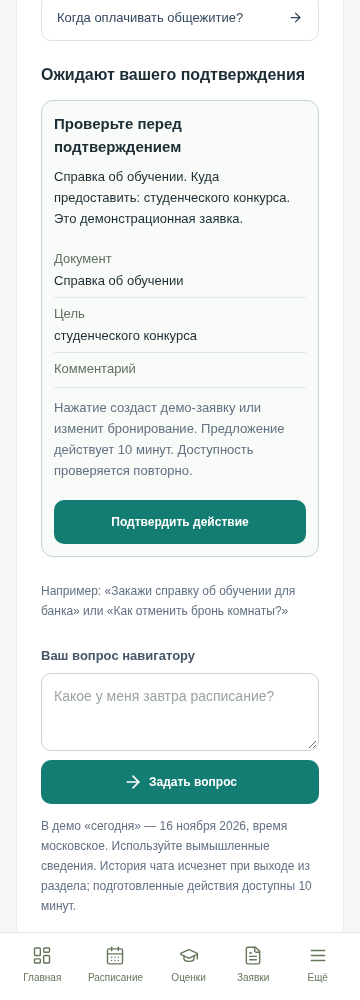 Когда оплачивать общежитие?
Ожидают вашего подтверждения
Проверьте перед
подтверждением
Справка об обучении. Куда
предоставить: студенческого конкурса.
Это демонстрационная заявка.
Документ
Справка об обучении
Цель
студенческого конкурса
Комментарий
Нажатие создаст демо-заявку или
изменит бронирование. Предложение
действует 10 минут. Доступность
проверяется повторно.
Подтвердить действие
Например: «Закажи справку об обучении для
банка» или «Как отменить бронь комнаты?»
Ваш вопрос навигатору
Какое у меня завтра расписание?
Задать вопрос
В демо «сегодня» — 16 ноября 2026, время
московское. Используйте вымышленные
сведения. История чата исчезнет при выходе из
раздела; подготовленные действия доступны 10
минут.
Главная Расписание Оценки Заявки Ещё